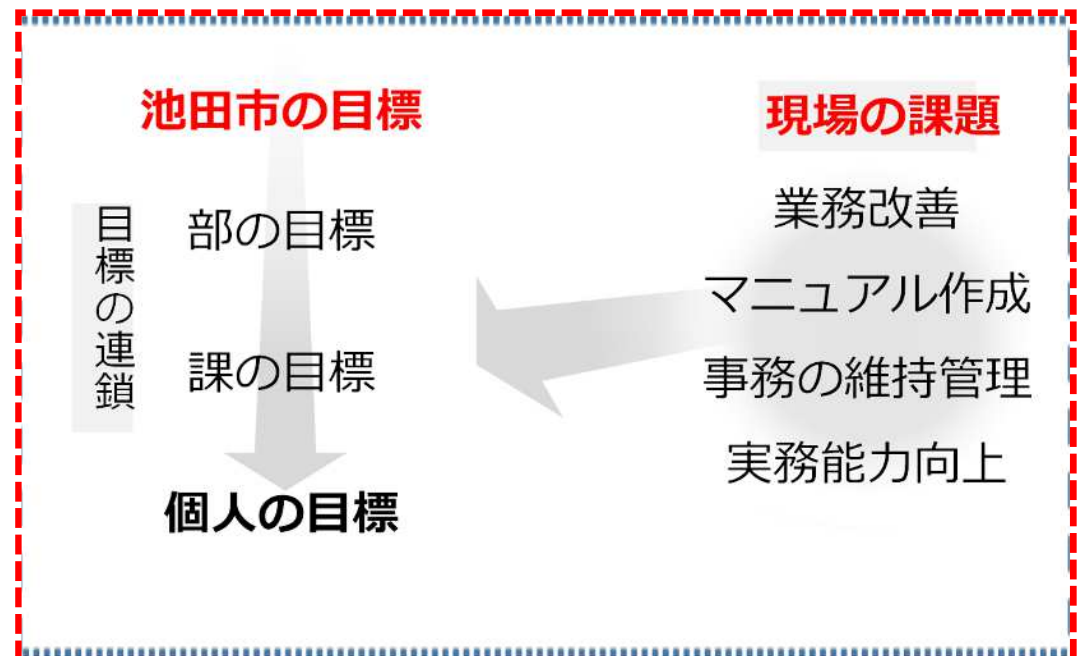 池田市の目標
目標の連鎖
部の目標
課の目標
個人の目標
現場の課題
業務改善
マニュアル作成
事務の維持管理
実務能力向上